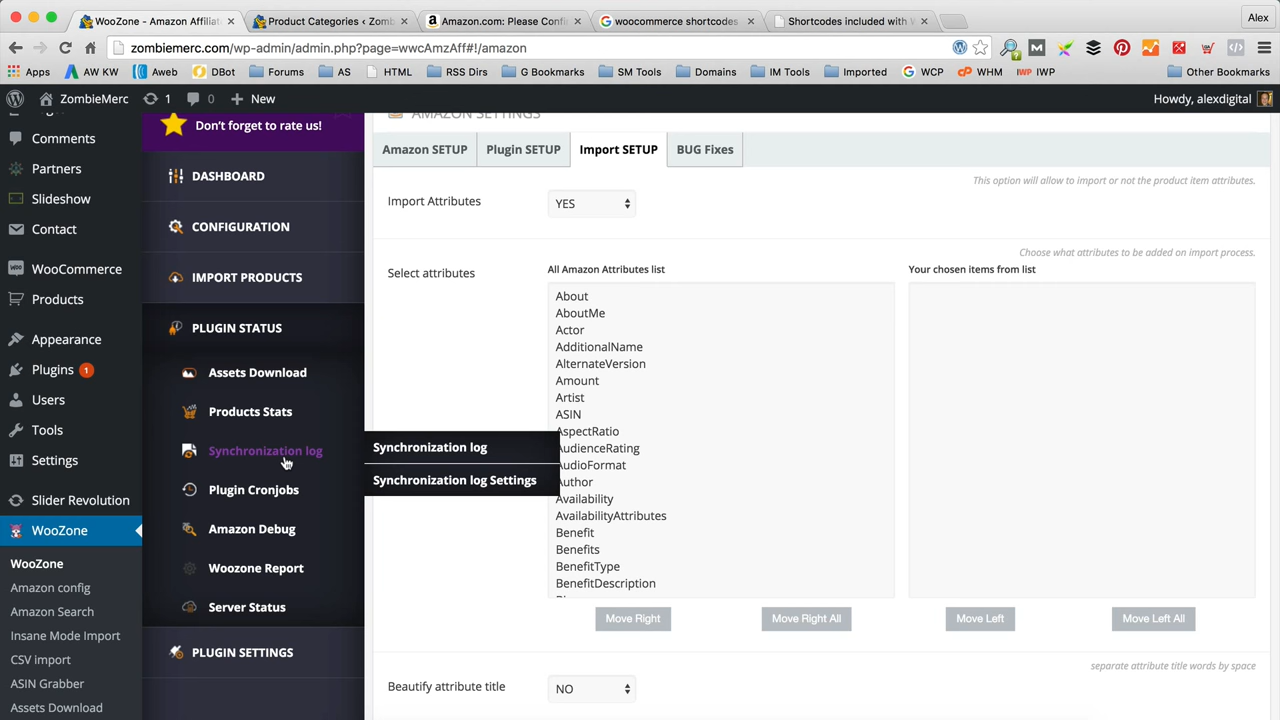 WooZone - Amazon Affiliat
Product Categories ‹ Zomb
Amazon.com: Please Confi
woocommerce shortcodes
Shortcodes included with W
Alex
zombiemerc.com/wp-admin/admin.php?page=wwcAmzAff#!/amazon
Apps
AW KW
Aweb
DBot
Forums
AS
HTML
RSS Dirs
G Bookmarks
SM Tools
Domains
IM Tools
Imported
WCP
WHM
IWP
Other Bookmarks
ZombieMerc
1
0
New
Howdy, alexdigital
Comments
Partners
Slideshow
Contact
WooCommerce
Products
Appearance
Plugins 1
Users
Tools
Settings
Slider Revolution
WooZone
WooZone
Amazon config
Amazon Search
Insane Mode Import
CSV import
ASIN Grabber
Assets Download
Don't forget to rate us!
DASHBOARD
CONFIGURATION
IMPORT PRODUCTS
PLUGIN STATUS
Assets Download
Products Stats
Synchronization log
Plugin Cronjobs
Amazon Debug
Woozone Report
Server Status
PLUGIN SETTINGS
Synchronization log
Synchronization log Settings
AMAZON SETTINGS
Amazon SETUP
Plugin SETUP
Import SETUP
BUG Fixes
This option will allow to import or not the product item attributes.
Import Attributes
YES
Choose what attributes to be added on import process.
Select attributes
All Amazon Attributes list
Your chosen items from list
About
AboutMe
Actor
AdditionalName
AlternateVersion
Amount
Artist
ASIN
AspectRatio
AudienceRating
AudioFormat
Author
Availability
AvailabilityAttributes
Benefit
Benefits
BenefitType
BenefitDescription
Move Right
Move Right All
Move Left
Move Left All
separate attribute title words by space
Beautify attribute title
NO